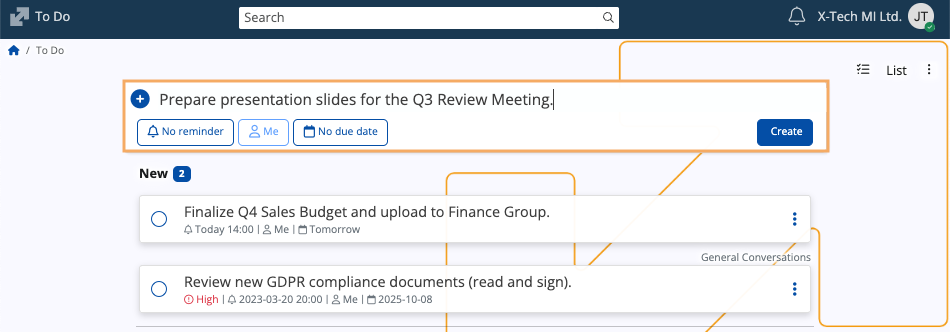 To Do
Search
X-Tech MI Ltd.
JT
/ To Do
List
Prepare presentation slides for the Q3 Review Meeting.
No reminder Me No due date Create
New 2
Finalize Q4 Sales Budget and upload to Finance Group.
Today 14:00 | Me | Tomorrow
General Conversations
Review new GDPR compliance documents (read and sign).
High | 2023-03-20 20:00 | Me | 2025-10-08